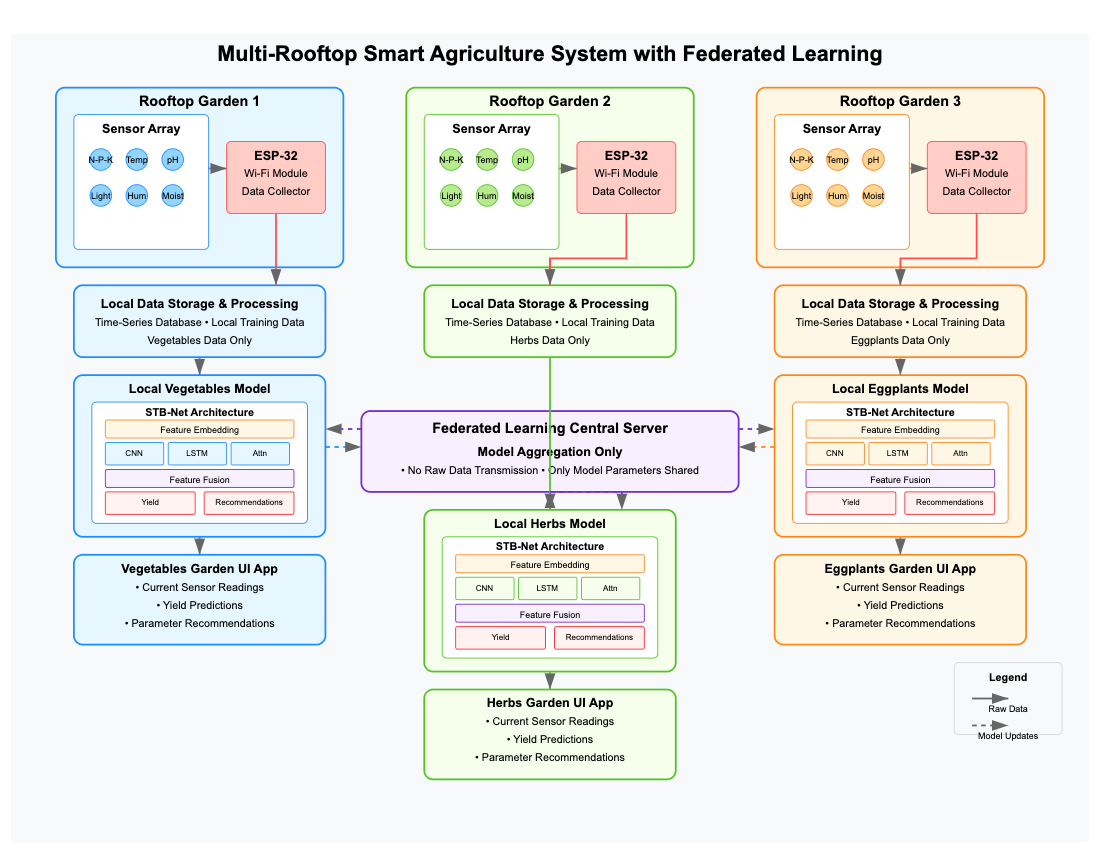 Multi-Rooftop Smart Agriculture System with Federated Learning
Rooftop Garden 1
Sensor Array
N-P-K
Temp
pH
Light
Hum
Moist
ESP-32
Wi-Fi Module
Data Collector
Rooftop Garden 2
Sensor Array
N-P-K
Temp
pH
Light
Hum
Moist
ESP-32
Wi-Fi Module
Data Collector
Rooftop Garden 3
Sensor Array
N-P-K
Temp
pH
Light
Hum
Moist
ESP-32
Wi-Fi Module
Data Collector
Local Data Storage & Processing
Time-Series Database • Local Training Data
Vegetables Data Only
Local Data Storage & Processing
Time-Series Database • Local Training Data
Herbs Data Only
Local Data Storage & Processing
Time-Series Database • Local Training Data
Eggplants Data Only
Local Vegetables Model
STB-Net Architecture
Feature Embedding
CNN
LSTM
Attn
Feature Fusion
Yield
Recommendations
Federated Learning Central Server
Model Aggregation Only
• No Raw Data Transmission • Only Model Parameters Shared
Local Eggplants Model
STB-Net Architecture
Feature Embedding
CNN
LSTM
Attn
Feature Fusion
Yield
Recommendations
Local Herbs Model
STB-Net Architecture
Feature Embedding
CNN
LSTM
Attn
Feature Fusion
Yield
Recommendations
Vegetables Garden UI App
• Current Sensor Readings
• Yield Predictions
• Parameter Recommendations
Eggplants Garden UI App
• Current Sensor Readings
• Yield Predictions
• Parameter Recommendations
Herbs Garden UI App
• Current Sensor Readings
• Yield Predictions
• Parameter Recommendations
Legend
Raw Data
Model Updates